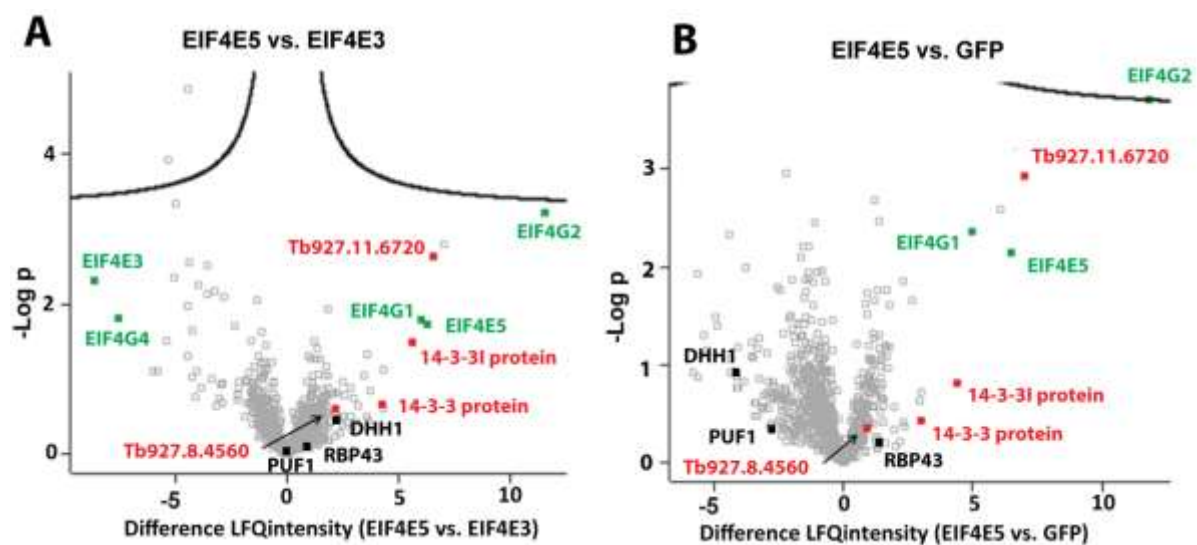 A
EIF4E5 vs. EIF4E3
-Log p
4
2
0
EIF4G2
Tb927.11.6720
EIF4E3
EIF4G4
EIF4G1
EIF4E5
14-3-3I protein
14-3-3 protein
DHH1
Tb927.8.4560
PUF1
RBP43
-5
0
5
10
Difference LFQintensity (EIF4E5 vs. EIF4E3)
B
EIF4E5 vs. GFP
EIF4G2
-Log p
3
2
1
0
Tb927.11.6720
EIF4G1
EIF4E5
DHH1
14-3-3I protein
PUF1
14-3-3 protein
Tb927.8.4560
RBP43
-5
0
5
10
Difference LFQintensity (EIF4E5 vs. GFP)